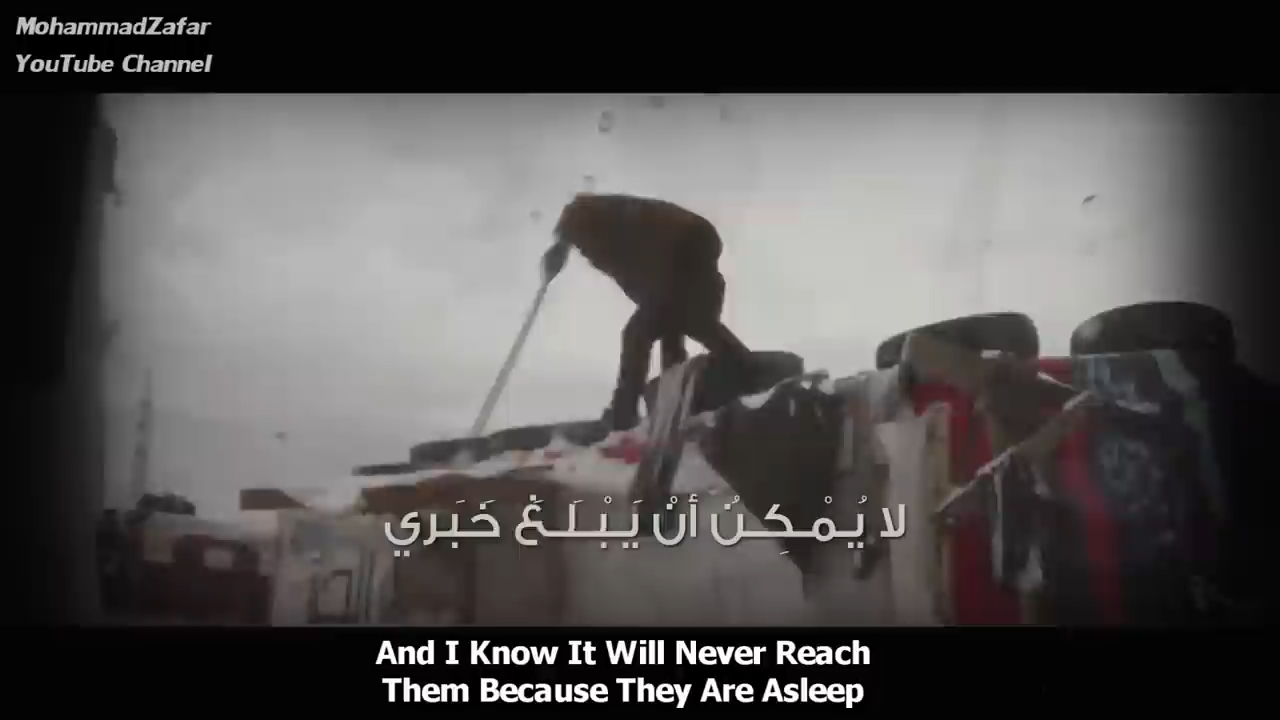 MohammadZafar
YouTube Channel
لا يُمْكِنُ أنْ يَبْلَغَ خَبَري
And I Know It Will Never Reach
Them Because They Are Asleep